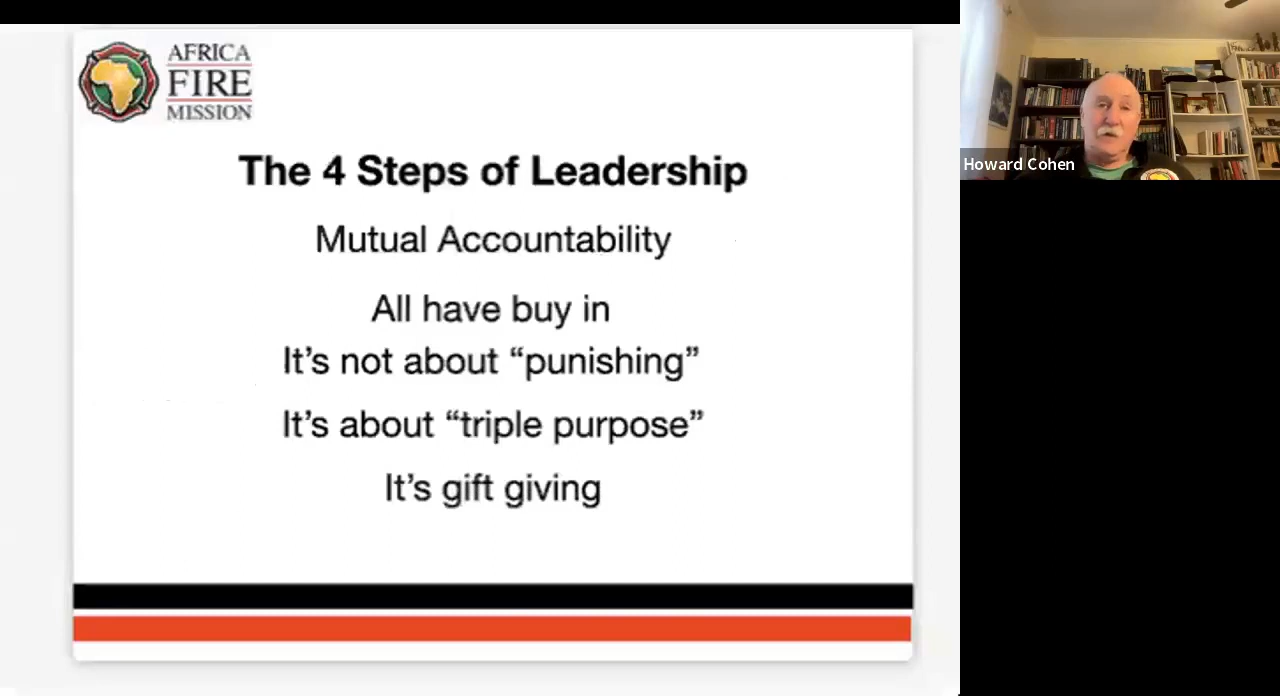 AFRICA
FIRE
MISSION
The 4 Steps of Leadership
Mutual Accountability
All have buy in
It’s not about “punishing”
It’s about “triple purpose”
It’s gift giving
Howard Cohen